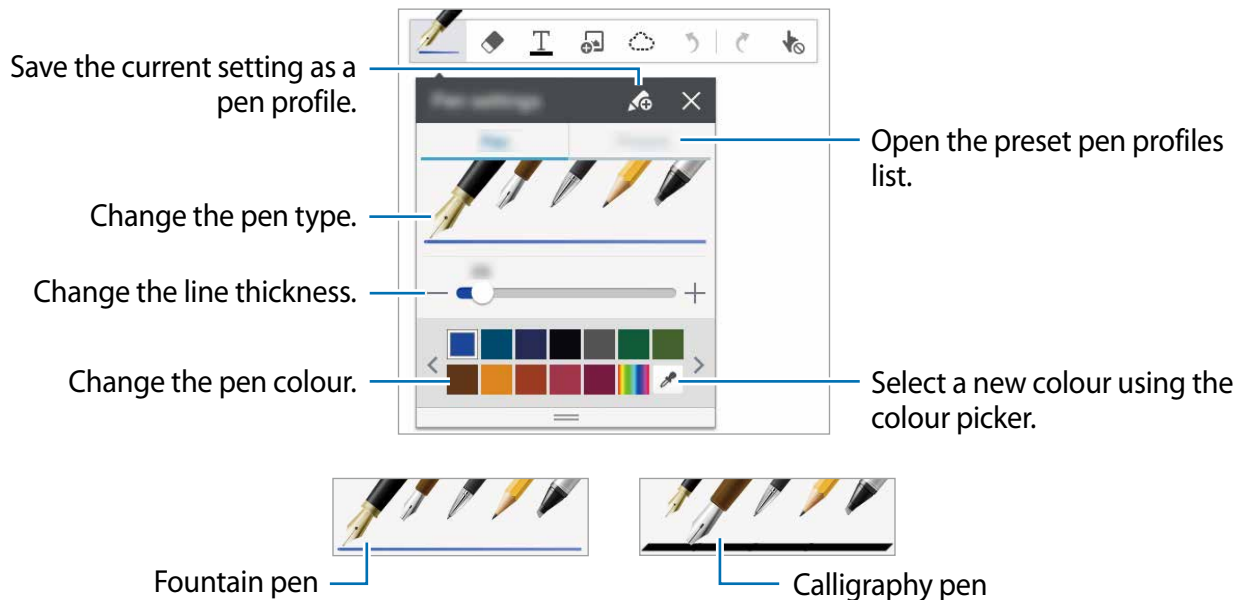 Save the current setting as a
pen profile.
Open the preset pen profiles
list.
Change the pen type.
Change the line thickness.
Change the pen colour.
Select a new colour using the
colour picker.
Fountain pen
Calligraphy pen